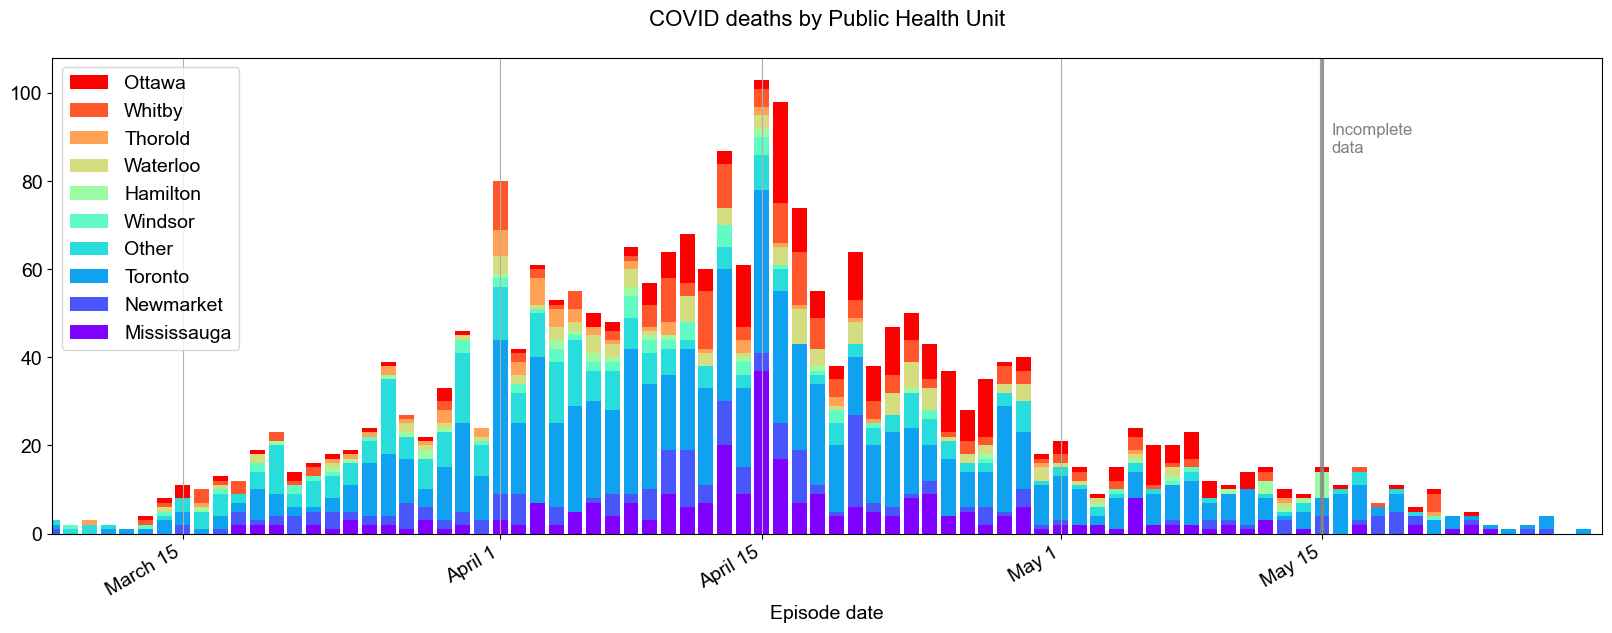 COVID deaths by Public Health Unit
Ottawa
Whitby
Thorold
Waterloo
Hamilton
Windsor
Other
Toronto
Newmarket
Mississauga
Incomplete
data
100
80
60
40
20
0
March 15
April 1
April 15
May 1
May 15
Episode date